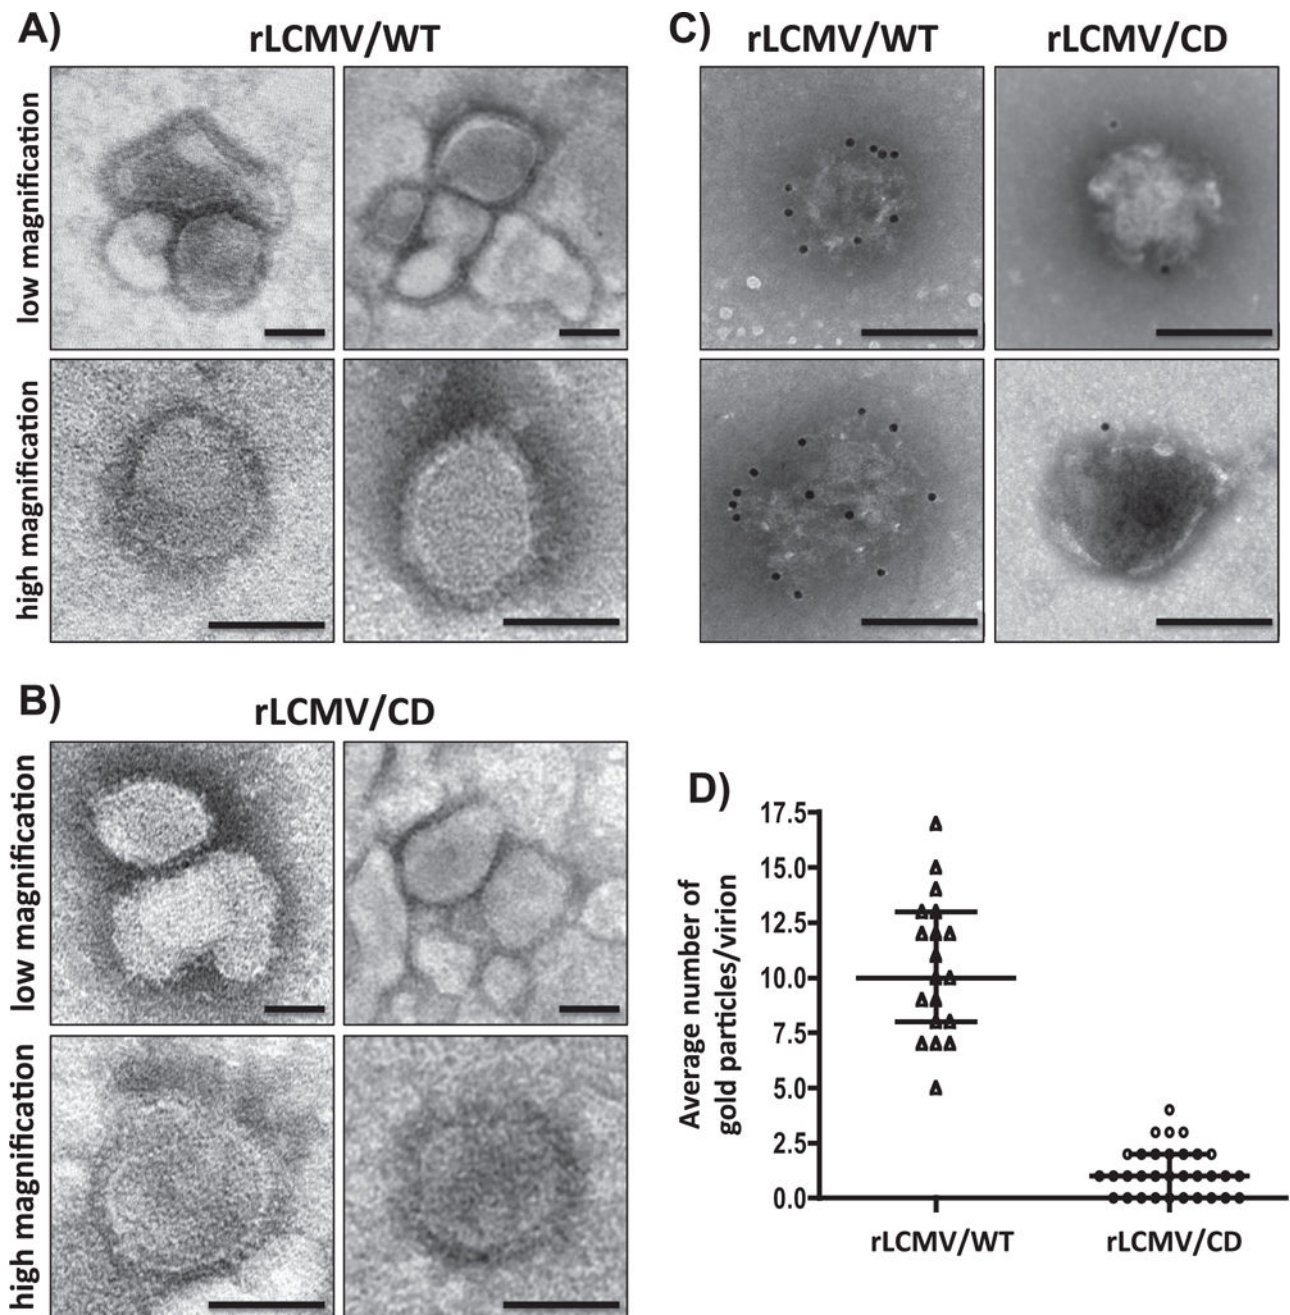 A)
rLCMV/WT
low magnification
high magnification
B)
rLCMV/CD
low magnification
high magnification
C)
rLCMV/WT
rLCMV/CD
D)
Average number of
gold particles/virion
17.5
15.0
12.5
10.0
7.5
5.0
2.5
0.0
rLCMV/WT
rLCMV/CD